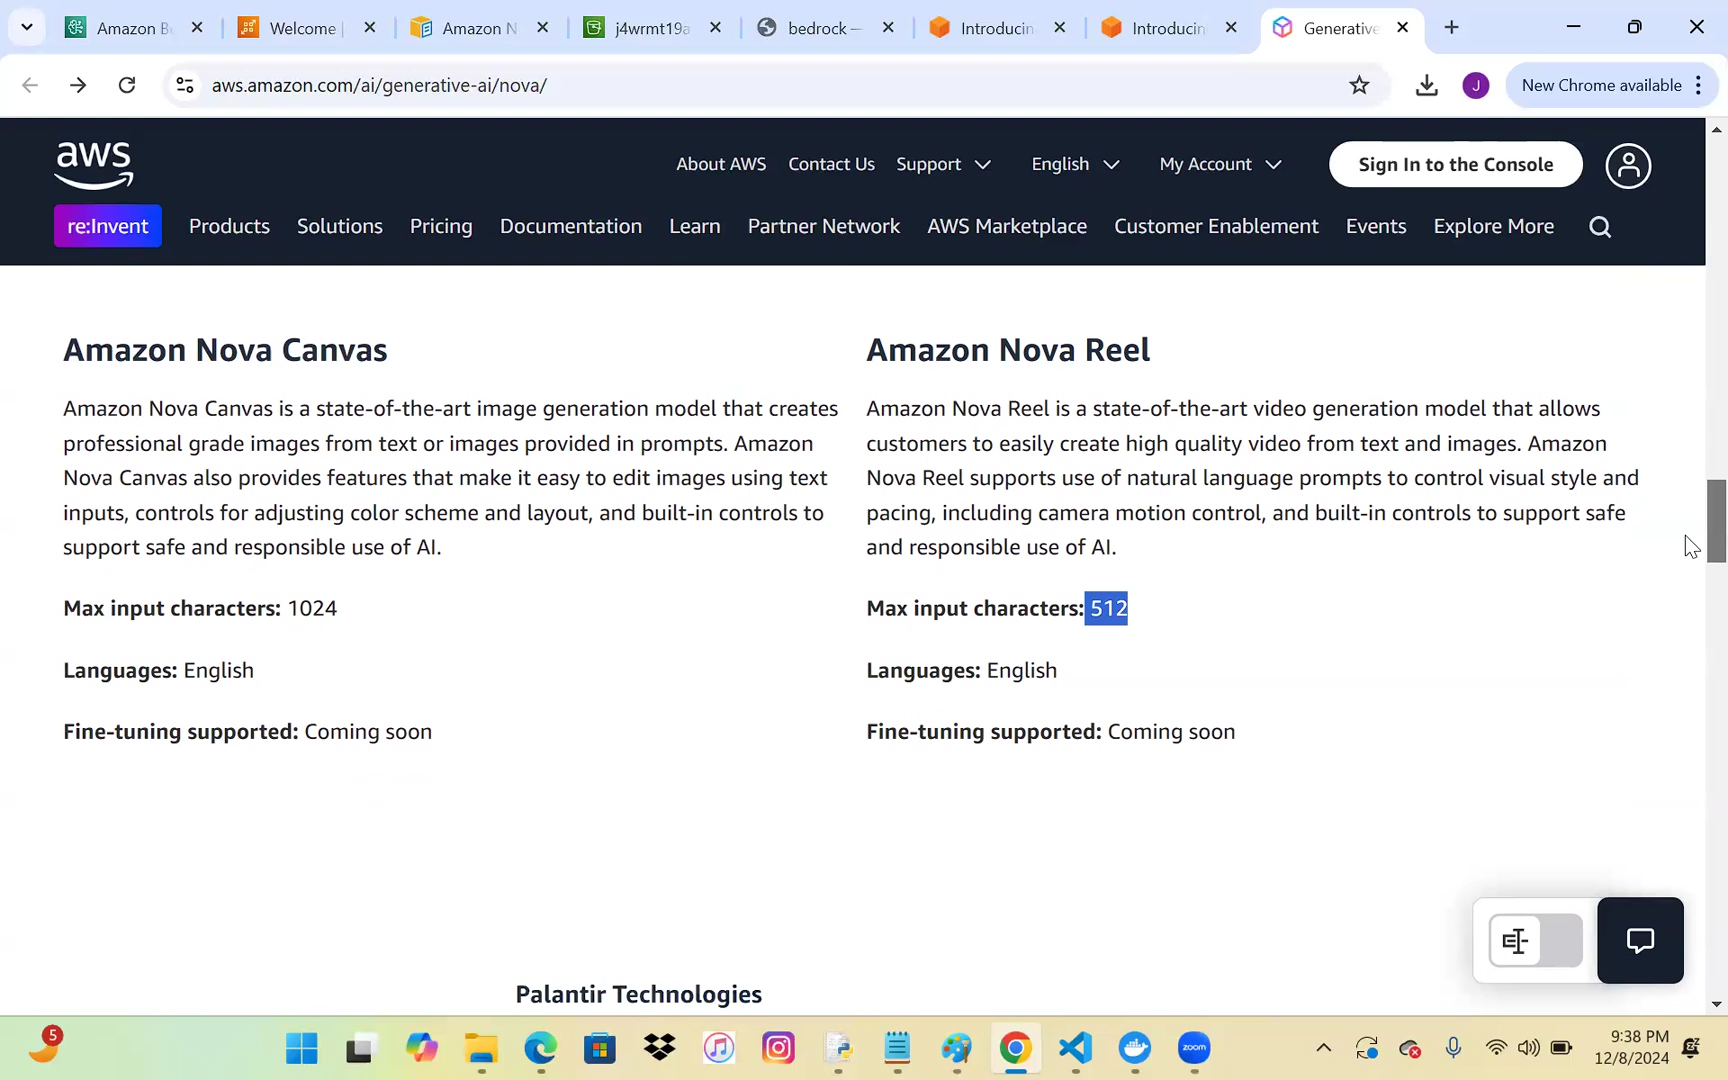 Amazon B
Welcome
Amazon N
j4wrmt19a
bedrock —
Introducin
Introducin
Generative
aws.amazon.com/ai/generative-ai/nova/
J
New Chrome available
aws
About AWS
Contact Us
Support
English
My Account
Sign In to the Console
re:Invent
Products
Solutions
Pricing
Documentation
Learn
Partner Network
AWS Marketplace
Customer Enablement
Events
Explore More
Amazon Nova Canvas
Amazon Nova Canvas is a state-of-the-art image generation model that creates
professional grade images from text or images provided in prompts. Amazon
Nova Canvas also provides features that make it easy to edit images using text
inputs, controls for adjusting color scheme and layout, and built-in controls to
support safe and responsible use of AI.
Max input characters: 1024
Languages: English
Fine-tuning supported: Coming soon
Amazon Nova Reel
Amazon Nova Reel is a state-of-the-art video generation model that allows
customers to easily create high quality video from text and images. Amazon
Nova Reel supports use of natural language prompts to control visual style and
pacing, including camera motion control, and built-in controls to support safe
and responsible use of AI.
Max input characters: 512
Languages: English
Fine-tuning supported: Coming soon
Palantir Technologies
5
zoom
9:38 PM
12/8/2024